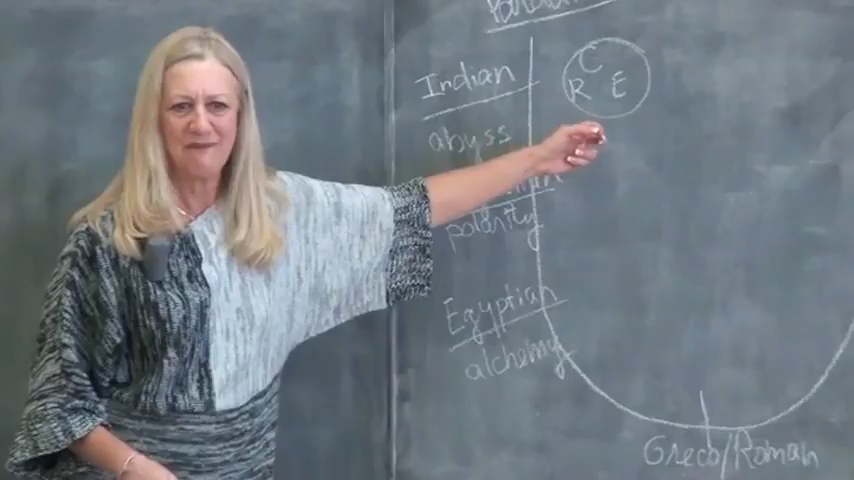 Indian
C
R E
abyss
polarity
Egyptian
alchemy
Greco/Roman